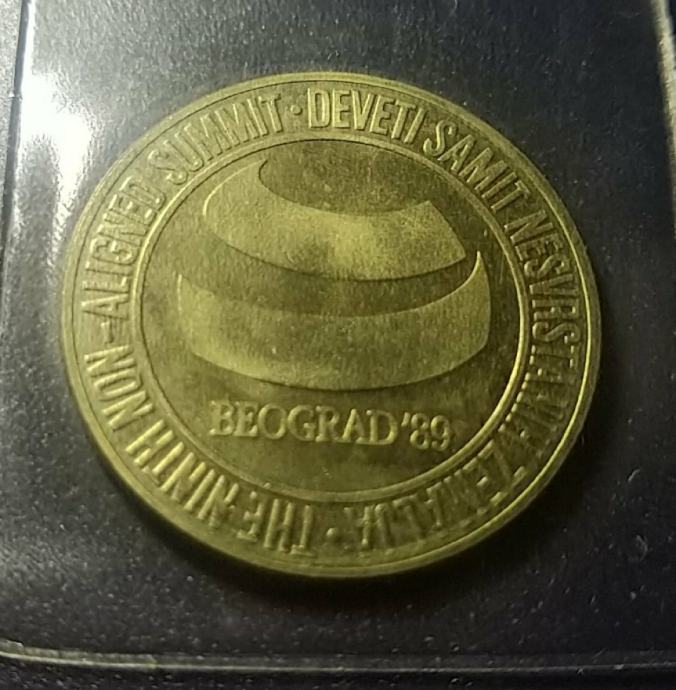 THE NINTH NON-ALIGNED SUMMIT · DEVETI SAMIT NESVRSTANIH ZEMALJA ·
BEOGRAD '89